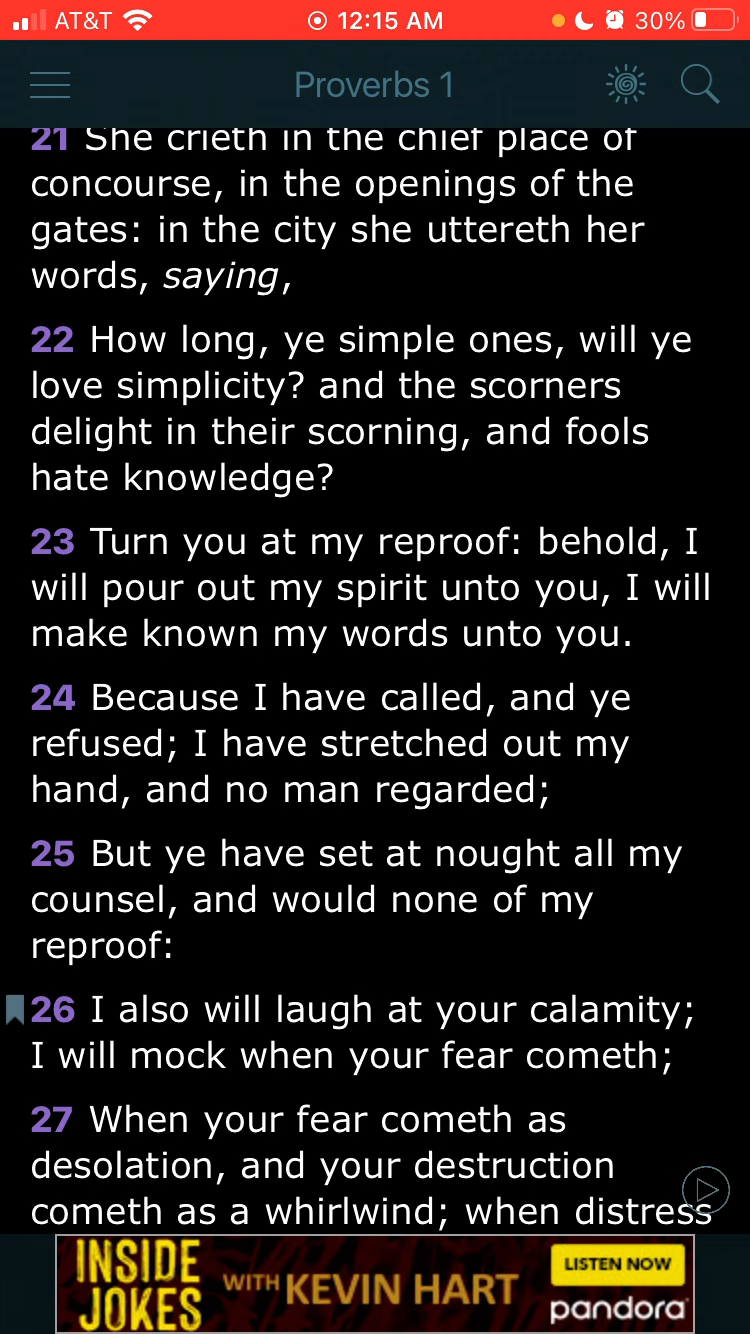 AT&T 12:15 AM 30%
Proverbs 1
21 She crieth in the chief place of
concourse, in the openings of the
gates: in the city she uttereth her
words, saying,
22 How long, ye simple ones, will ye
love simplicity? and the scorners
delight in their scorning, and fools
hate knowledge?
23 Turn you at my reproof: behold, I
will pour out my spirit unto you, I will
make known my words unto you.
24 Because I have called, and ye
refused; I have stretched out my
hand, and no man regarded;
25 But ye have set at nought all my
counsel, and would none of my
reproof:
26 I also will laugh at your calamity;
I will mock when your fear cometh;
27 When your fear cometh as
desolation, and your destruction
cometh as a whirlwind; when distress
INSIDE
JOKES
WITH KEVIN HART
LISTEN NOW
pandora